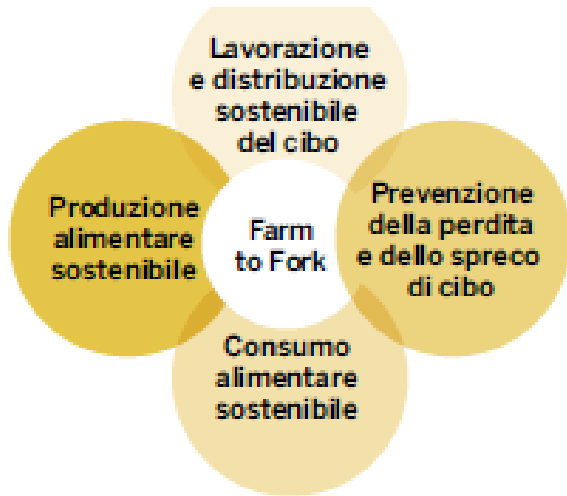 Lavorazione
e distribuzione
sostenibile
del cibo
Produzione
alimentare
sostenibile
Farm
to Fork
Prevenzione
della perdita
e dello spreco
di cibo
Consumo
alimentare
sostenibile